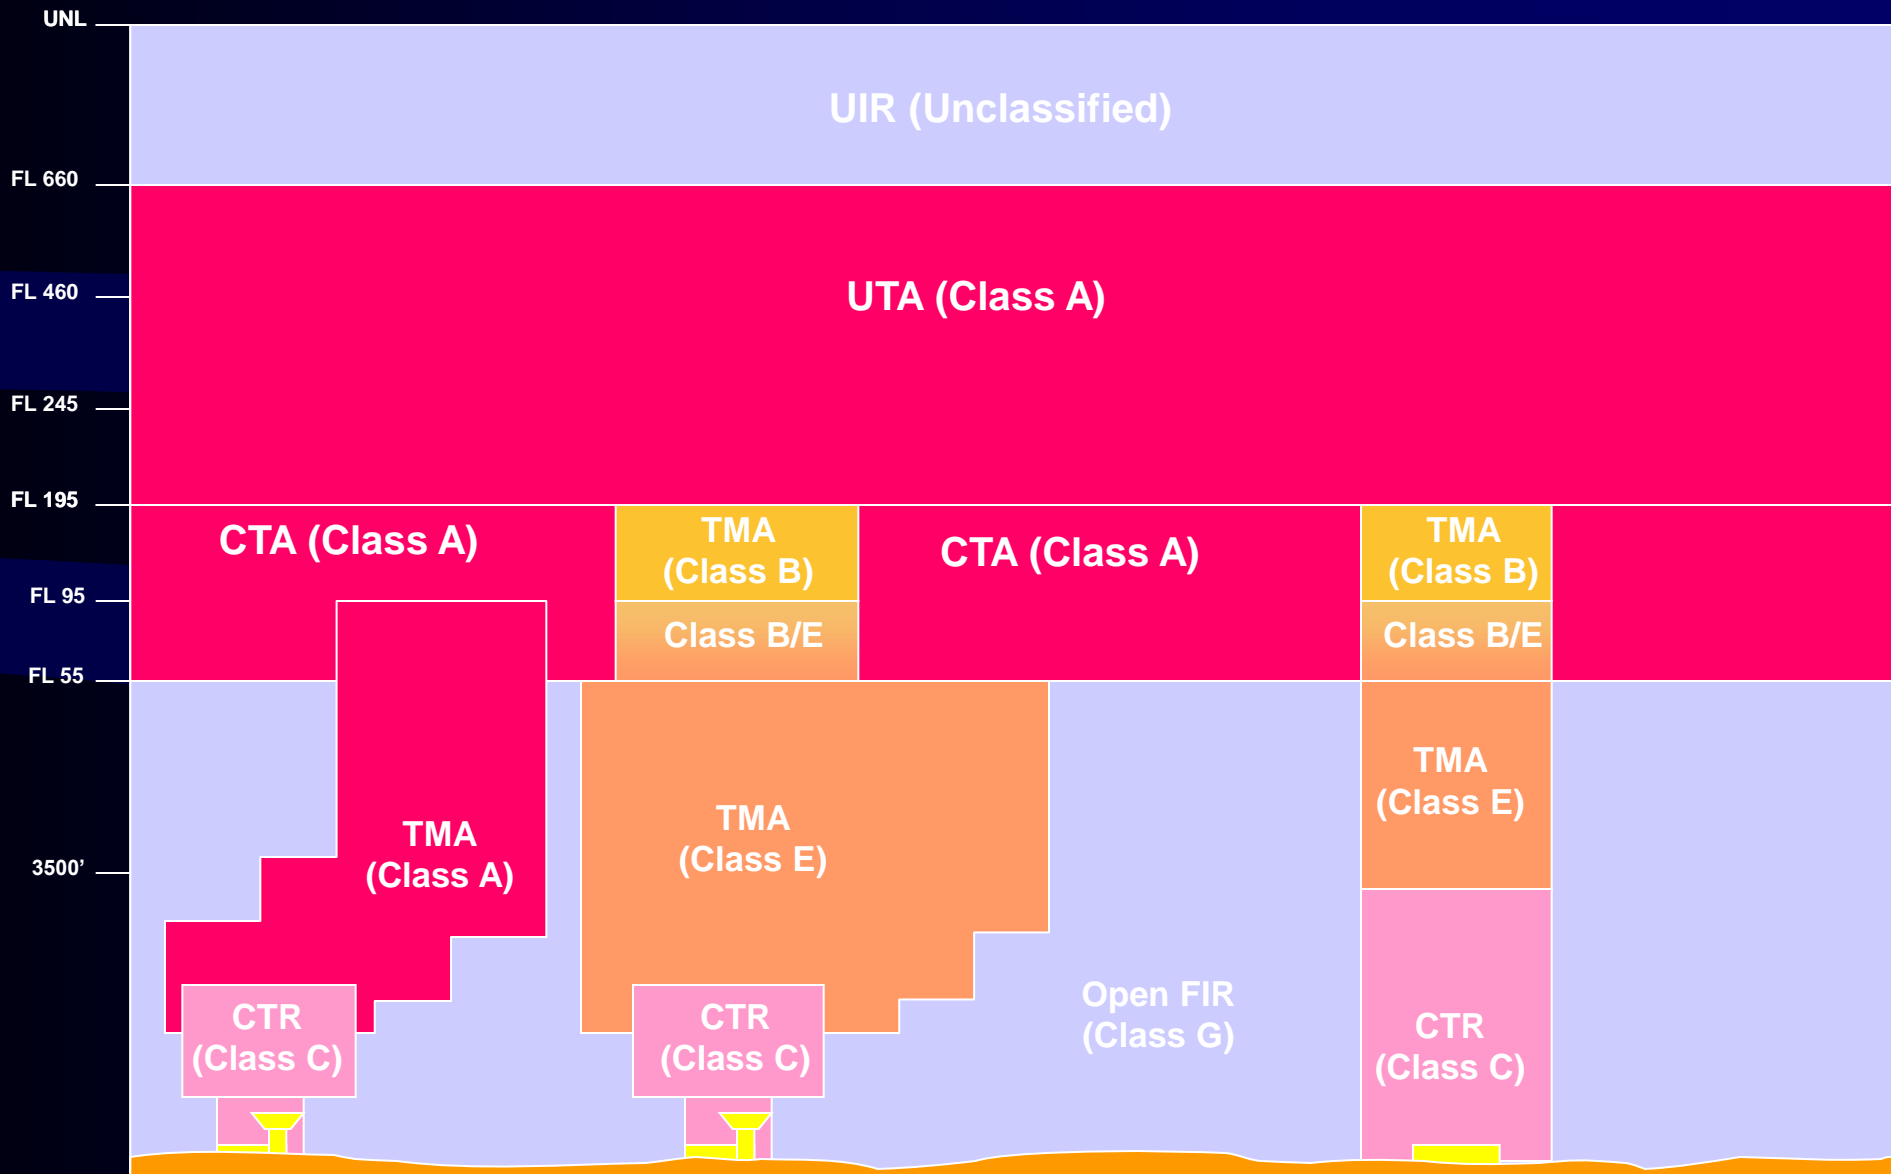 UNL
UIR (Unclassified)
FL 660
FL 460
UTA (Class A)
FL 245
FL 195
CTA (Class A)
TMA
(Class B)
CTA (Class A)
TMA
(Class B)
FL 95
Class B/E
Class B/E
FL 55
TMA
(Class A)
TMA
(Class E)
TMA
(Class E)
3500’
CTR
(Class C)
CTR
(Class C)
Open FIR
(Class G)
CTR
(Class C)